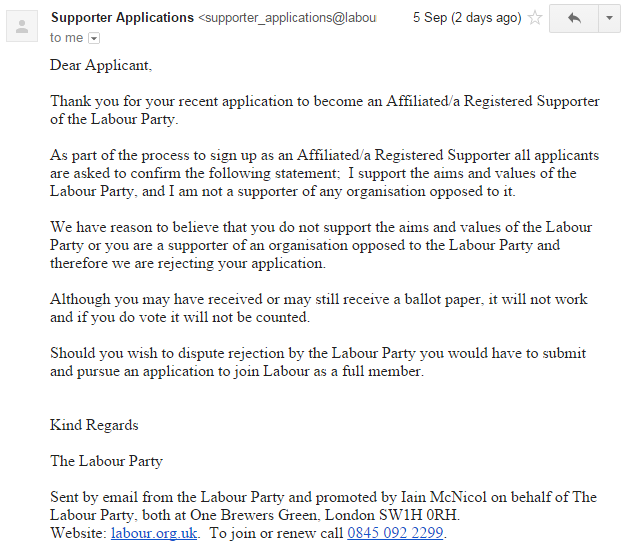 Supporter Applications <supporter_applications@labou 5 Sep (2 days ago)
to me
Dear Applicant,
Thank you for your recent application to become an Affiliated/a Registered Supporter
of the Labour Party.
As part of the process to sign up as an Affiliated/a Registered Supporter all applicants
are asked to confirm the following statement;  I support the aims and values of the
Labour Party, and I am not a supporter of any organisation opposed to it.
We have reason to believe that you do not support the aims and values of the Labour
Party or you are a supporter of an organisation opposed to the Labour Party and
therefore we are rejecting your application.
Although you may have received or may still receive a ballot paper, it will not work
and if you do vote it will not be counted.
Should you wish to dispute rejection by the Labour Party you would have to submit
and pursue an application to join Labour as a full member.
Kind Regards
The Labour Party
Sent by email from the Labour Party and promoted by Iain McNicol on behalf of The
Labour Party, both at One Brewers Green, London SW1H 0RH.
Website: labour.org.uk.  To join or renew call 0845 092 2299.